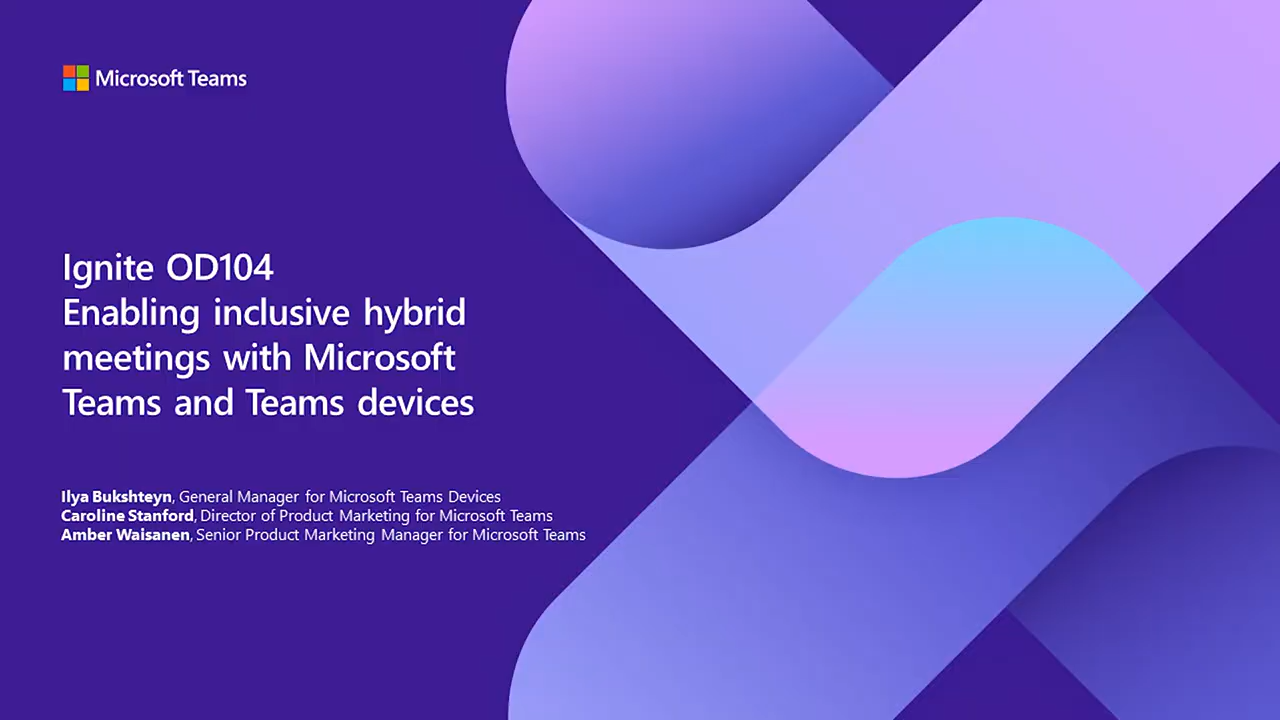 Microsoft Teams
Ignite OD104
Enabling inclusive hybrid
meetings with Microsoft
Teams and Teams devices
Ilya Bukshteyn, General Manager for Microsoft Teams Devices
Caroline Stanford, Director of Product Marketing for Microsoft Teams
Amber Waisanen, Senior Product Marketing Manager for Microsoft Teams